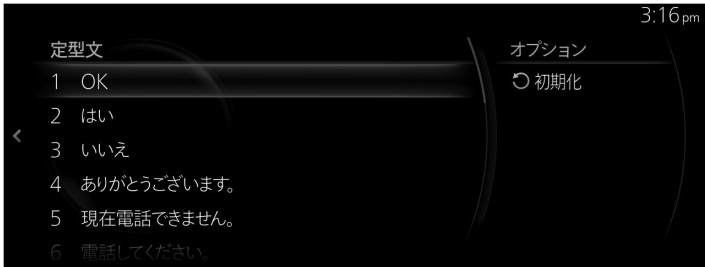 3:16 pm
定型文
1 OK
2 はい
3 いいえ
4 ありがとうございます。
5 現在電話できません。
6 電話してください。
オプション
初期化